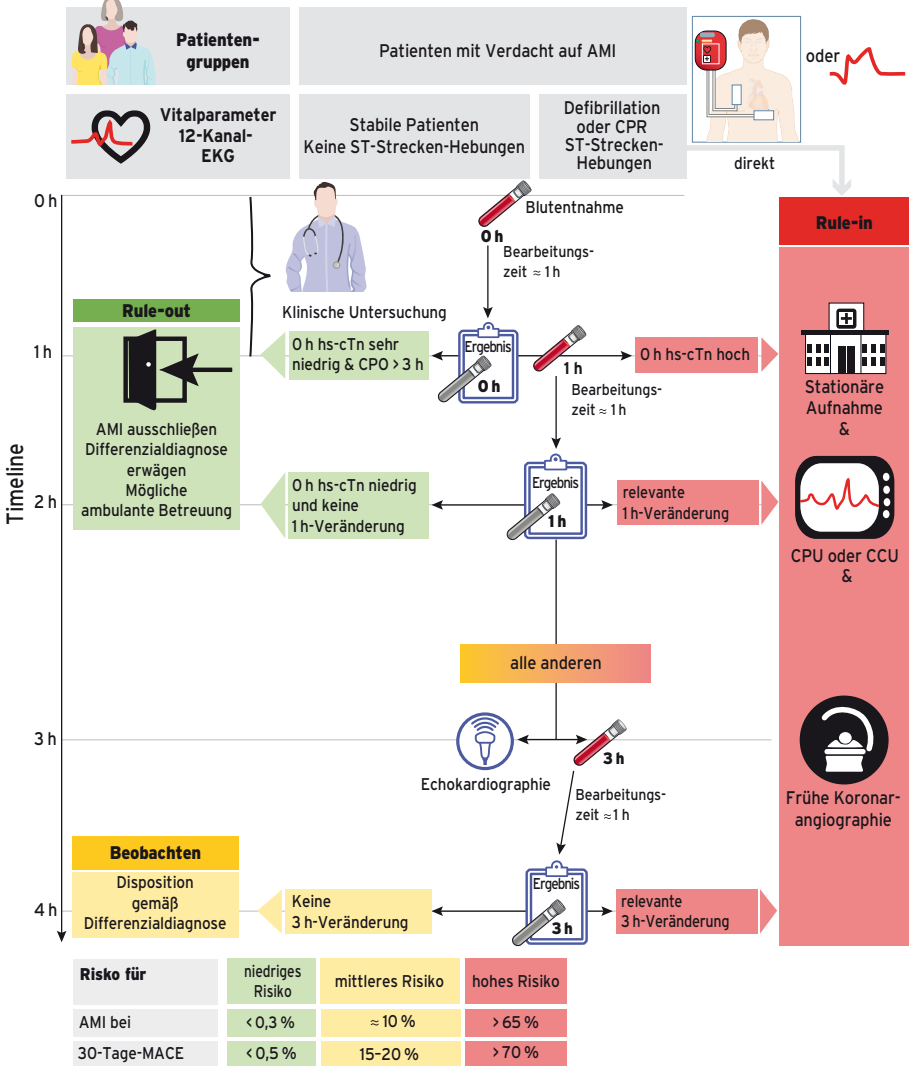 Patienten-
gruppen
Patienten mit Verdacht auf AMI
oder
Vitalparameter
12-Kanal-
EKG
Stabile Patienten
Keine ST-Strecken-Hebungen
Defibrillation
oder CPR
ST-Strecken-
Hebungen
direkt
Timeline
0 h
Blutentnahme
0 h
Bearbeitungs-
zeit ≈ 1 h
Rule-in
Klinische Untersuchung
Rule-out
1 h
0 h hs-cTn sehr
niedrig & CPO > 3 h
Ergebnis
0 h
1 h
0 h hs-cTn hoch
Bearbeitungs-
zeit ≈ 1 h
Stationäre
Aufnahme
&
AMI ausschließen
Differenzialdiagnose
erwägen
Mögliche
ambulante Betreuung
2 h
0 h hs-cTn niedrig
und keine
1 h-Veränderung
Ergebnis
1 h
relevante
1 h-Veränderung
CPU oder CCU
&
alle anderen
3 h
Echokardiographie
3 h
Bearbeitungs-
zeit ≈1 h
Frühe Koronar-
angiographie
Beobachten
Disposition
gemäß
Differenzialdiagnose
4 h
Keine
3 h-Veränderung
Ergebnis
3 h
relevante
3 h-Veränderung
Risko für
niedriges
Risiko
mittleres Risiko
hohes Risiko
AMI bei
< 0,3 %
≈ 10 %
> 65 %
30-Tage-MACE
< 0,5 %
15–20 %
> 70 %